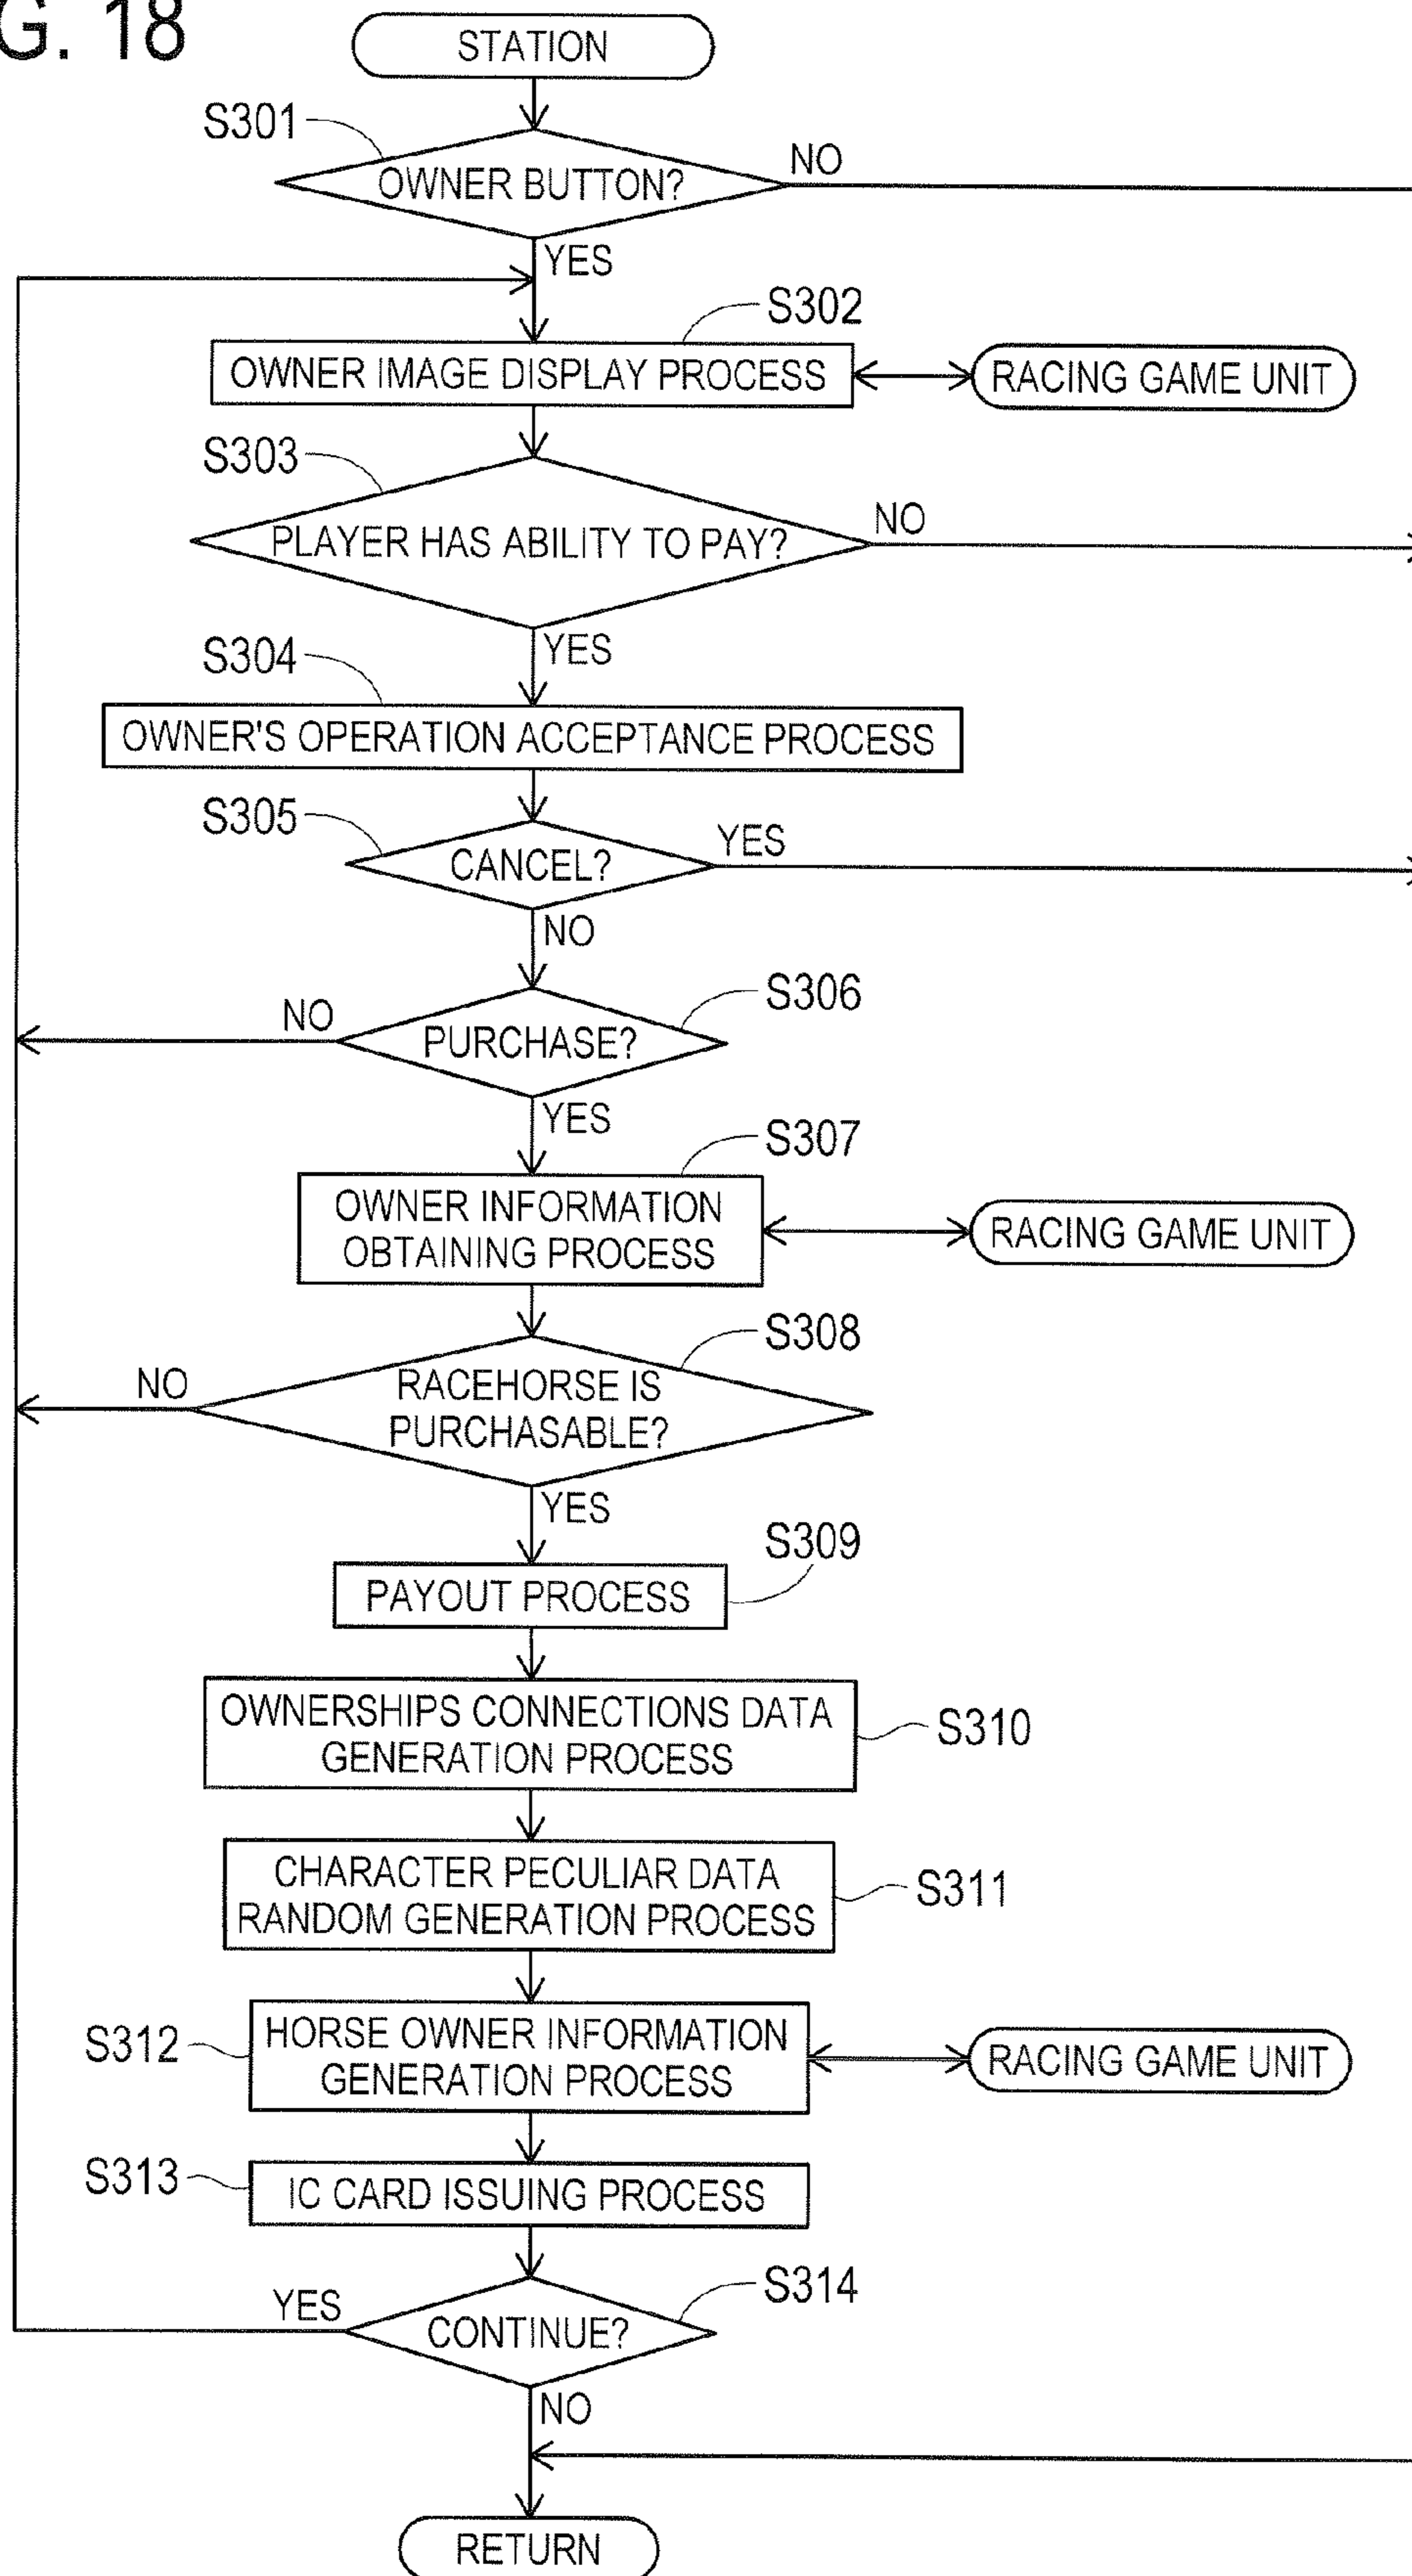 G. 18
STATION
S301
OWNER BUTTON?
NO
YES
S302
OWNER IMAGE DISPLAY PROCESS
RACING GAME UNIT
S303
PLAYER HAS ABILITY TO PAY?
NO
YES
S304
OWNER'S OPERATION ACCEPTANCE PROCESS
S305
CANCEL?
YES
NO
S306
NO
PURCHASE?
YES
S307
OWNER INFORMATION
OBTAINING PROCESS
RACING GAME UNIT
S308
NO
RACEHORSE IS
PURCHASABLE?
YES
S309
PAYOUT PROCESS
OWNERSHIPS CONNECTIONS DATA
GENERATION PROCESS
S310
CHARACTER PECULIAR DATA
RANDOM GENERATION PROCESS
S311
S312
HORSE OWNER INFORMATION
GENERATION PROCESS
RACING GAME UNIT
S313
IC CARD ISSUING PROCESS
S314
YES
CONTINUE?
NO
RETURN